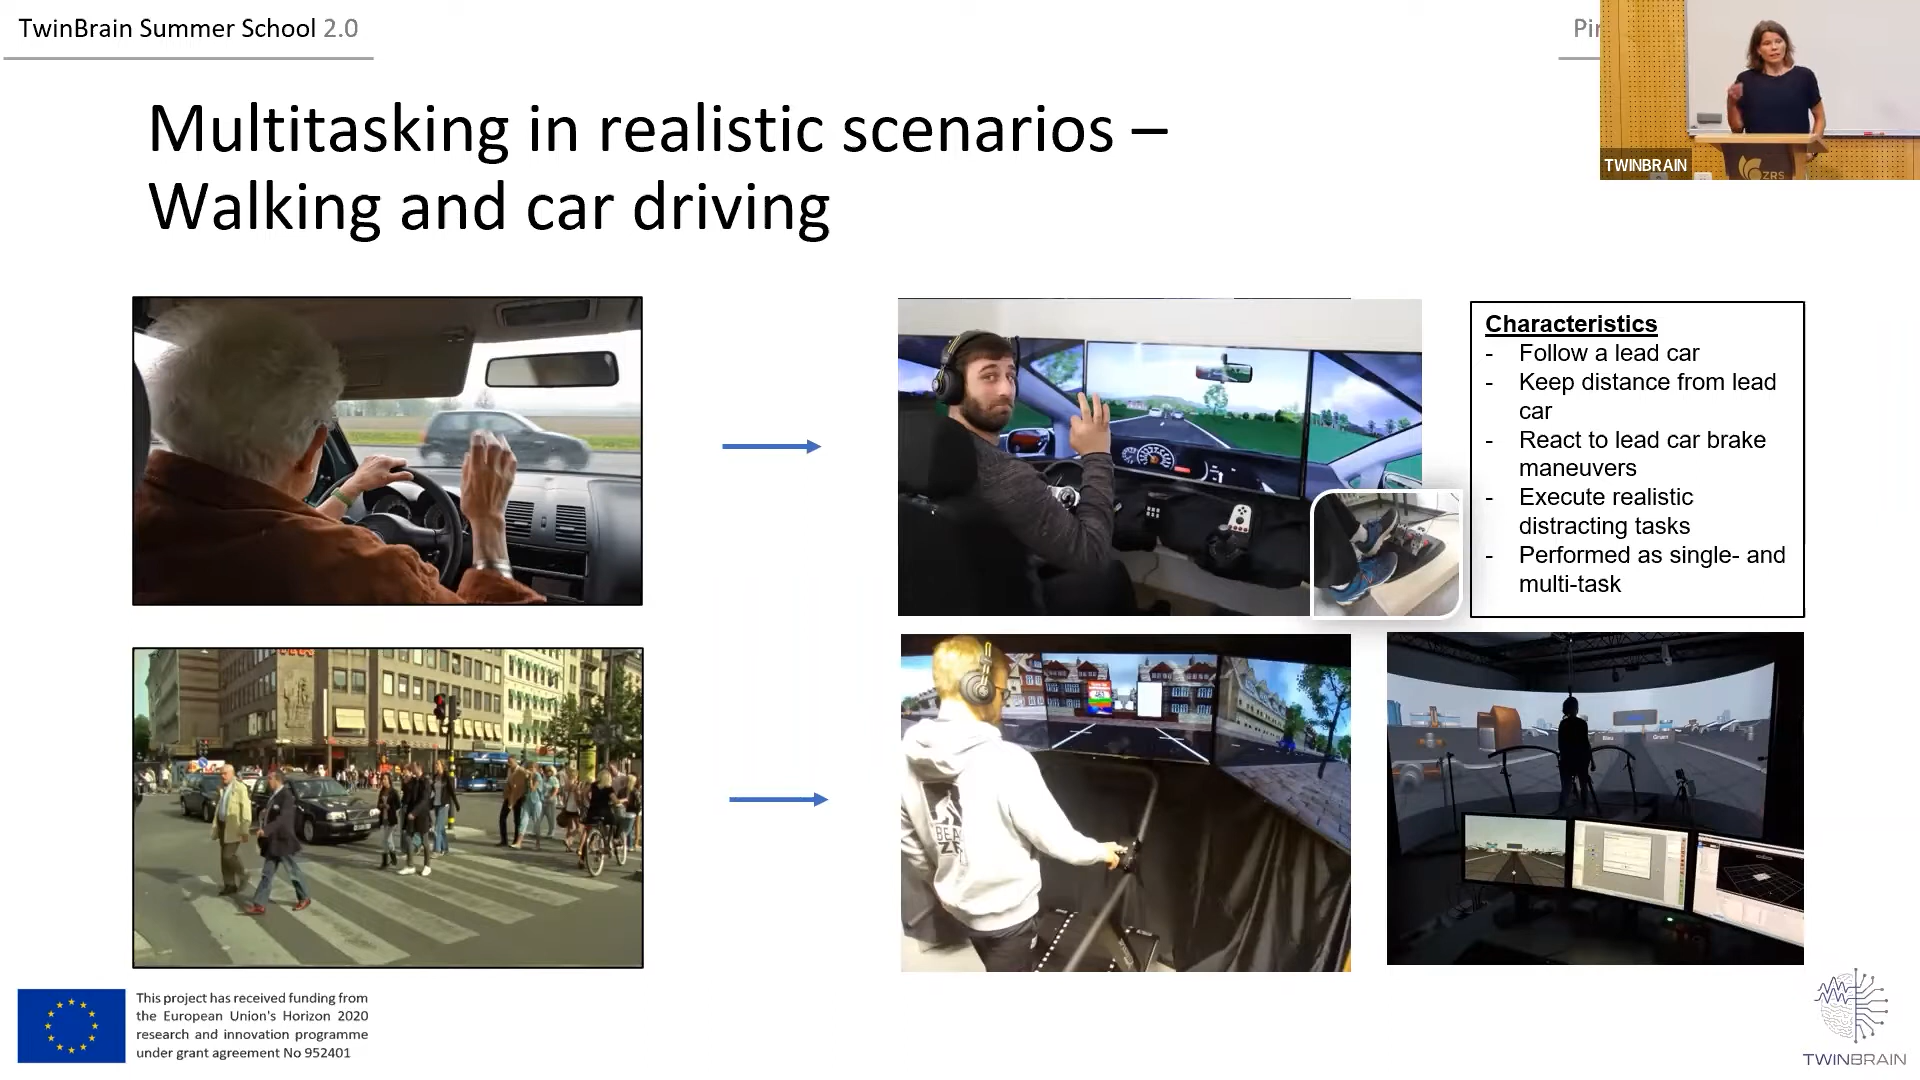 TwinBrain Summer School 2.0
TWINBRAIN
ZRS
Multitasking in realistic scenarios –
Walking and car driving
Characteristics
- Follow a lead car
- Keep distance from lead
car
- React to lead car brake
maneuvers
- Execute realistic
distracting tasks
- Performed as single- and
multi-task
This project has received funding from
the European Union's Horizon 2020
research and innovation programme
under grant agreement No 952401
TWINBRAIN